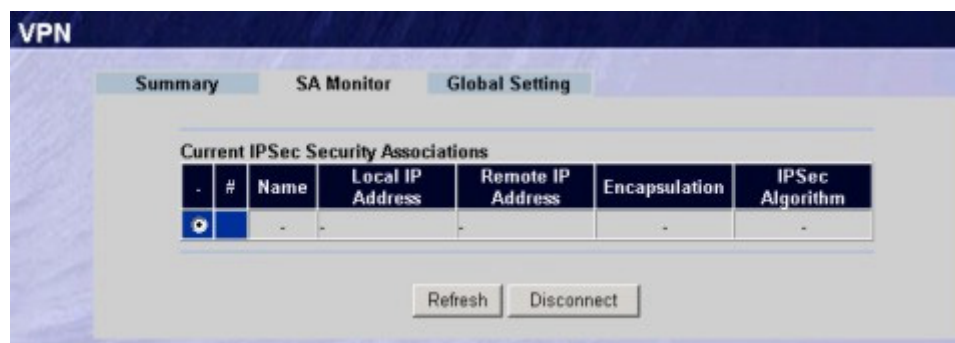 VPN
Summary SA Monitor Global Setting
Current IPSec Security Associations
- # Name Local IP Address Remote IP Address Encapsulation IPSec Algorithm
- - - - -
Refresh Disconnect